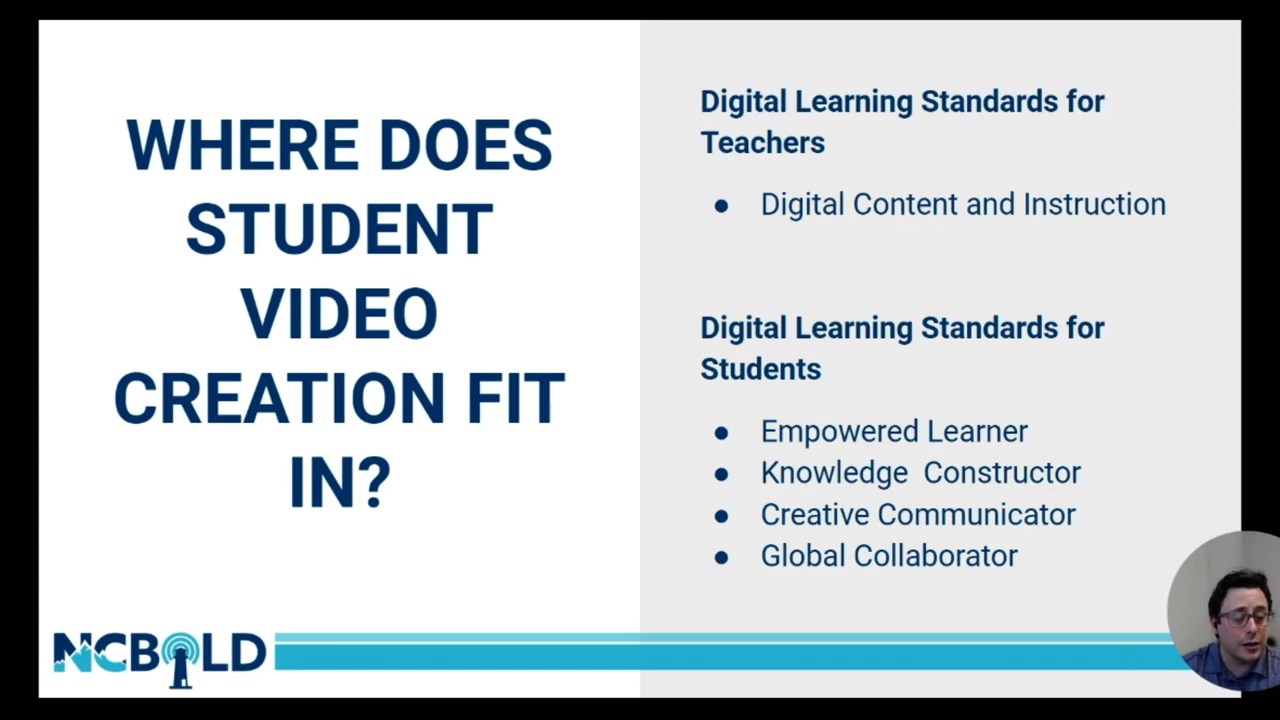 WHERE DOES
STUDENT
VIDEO
CREATION FIT
IN?
Digital Learning Standards for
Teachers
● Digital Content and Instruction
Digital Learning Standards for
Students
● Empowered Learner
● Knowledge Constructor
● Creative Communicator
● Global Collaborator
NCBOLD